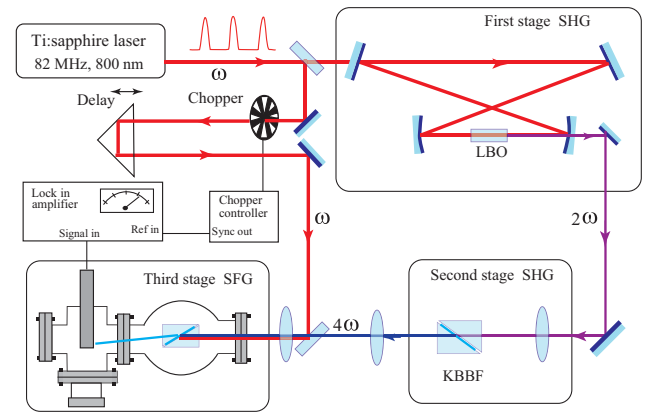 Ti:sapphire laser
82 MHz, 800 nm
ω
First stage SHG
Delay
Chopper
LBO
Lock in
amplifier
Signal in
Ref in
Chopper
controller
Sync out
ω
2ω
Third stage SFG
4ω
Second stage SHG
KBBF